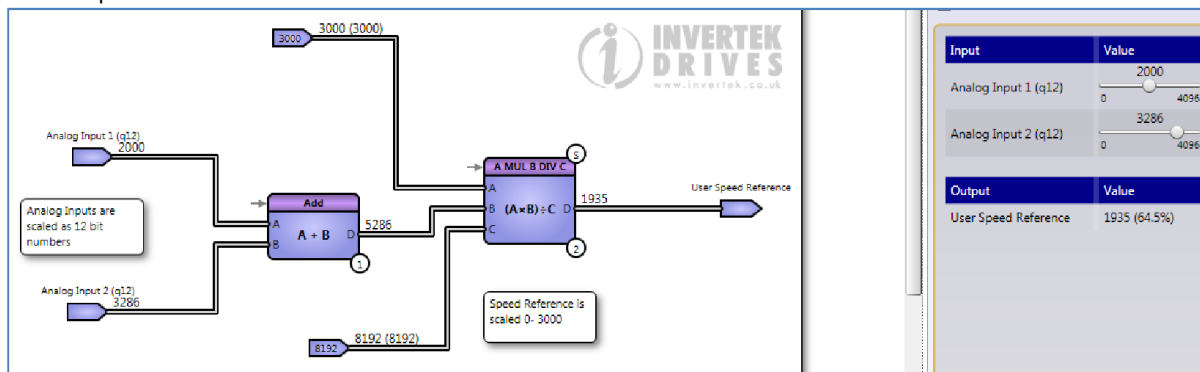 3000
3000 (3000)
INVERTEK
DRIVES
www.invertek.co.uk
Analog Input 1 (q12)
2000
Analog Inputs are
scaled as 12 bit
numbers
Add
A
B
A + B
D
5286
1
Analog Input 2 (q12)
3286
8192
8192 (8192)
S
A MUL B DIV C
A
B
C
(A×B)÷C
D
1935
2
User Speed Reference
Speed Reference is
scaled 0- 3000
Input Value
Analog Input 1 (q12)
2000
0 4096
Analog Input 2 (q12)
3286
0 4096
Output Value
User Speed Reference 1935 (64.5%)